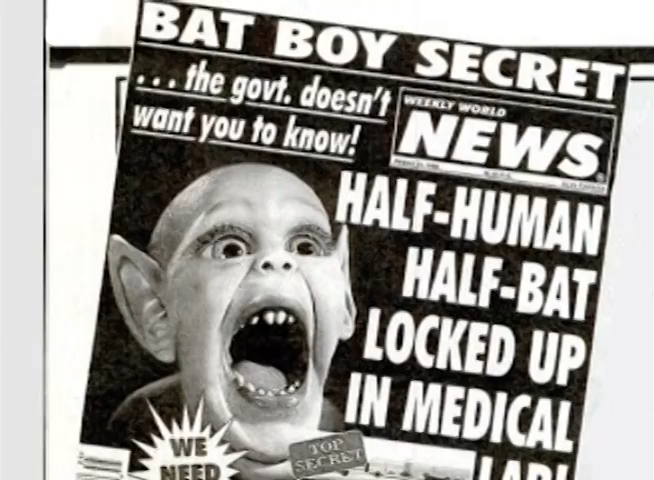 BAT BOY SECRET
. . . the govt. doesn't
want you to know!
WEEKLY WORLD
NEWS
HALF-HUMAN
HALF-BAT
LOCKED UP
IN MEDICAL
LAB!
WE
NEED
TOP
SECRET